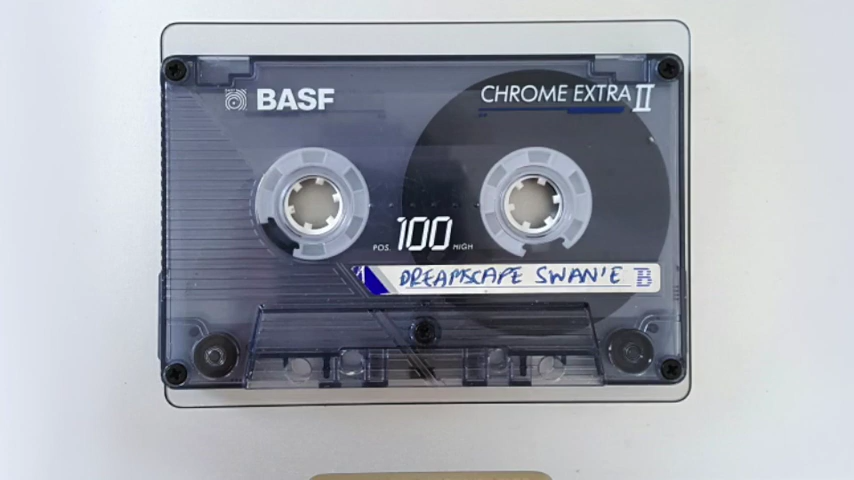 BASF
CHROME EXTRA II
POS. 100 HIGH
DREAMSCAPE SWAN'E B